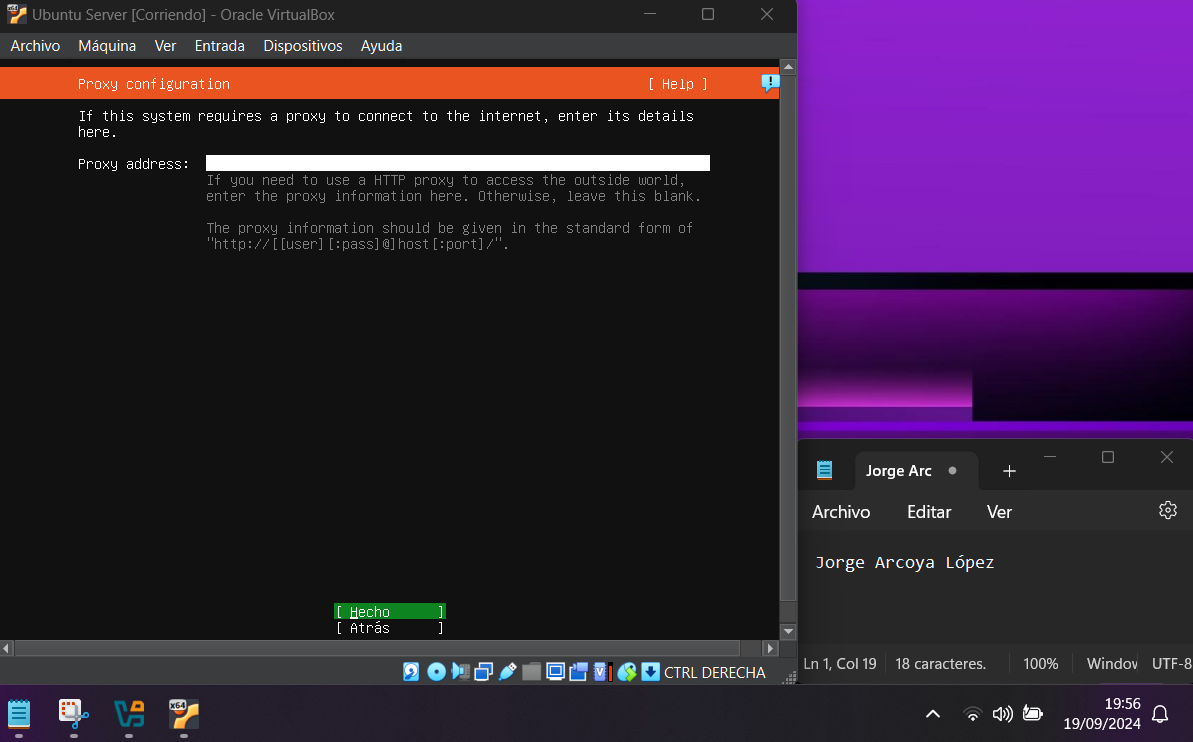 Ubuntu Server [Corriendo] - Oracle VirtualBox
Archivo Máquina Ver Entrada Dispositivos Ayuda
Proxy configuration [ Help ]
If this system requires a proxy to connect to the internet, enter its details
here.
Proxy address:
If you need to use a HTTP proxy to access the outside world,
enter the proxy information here. Otherwise, leave this blank.
The proxy information should be given in the standard form of
"http://[[user][:pass]@]host[:port]/".
[ Hecho ]
[ Atrás ]
CTRL DERECHA
Jorge Arc
Archivo Editar Ver
Jorge Arcoya López
Ln 1, Col 19 18 caracteres. 100% Window UTF-8
x64
19:56
19/09/2024